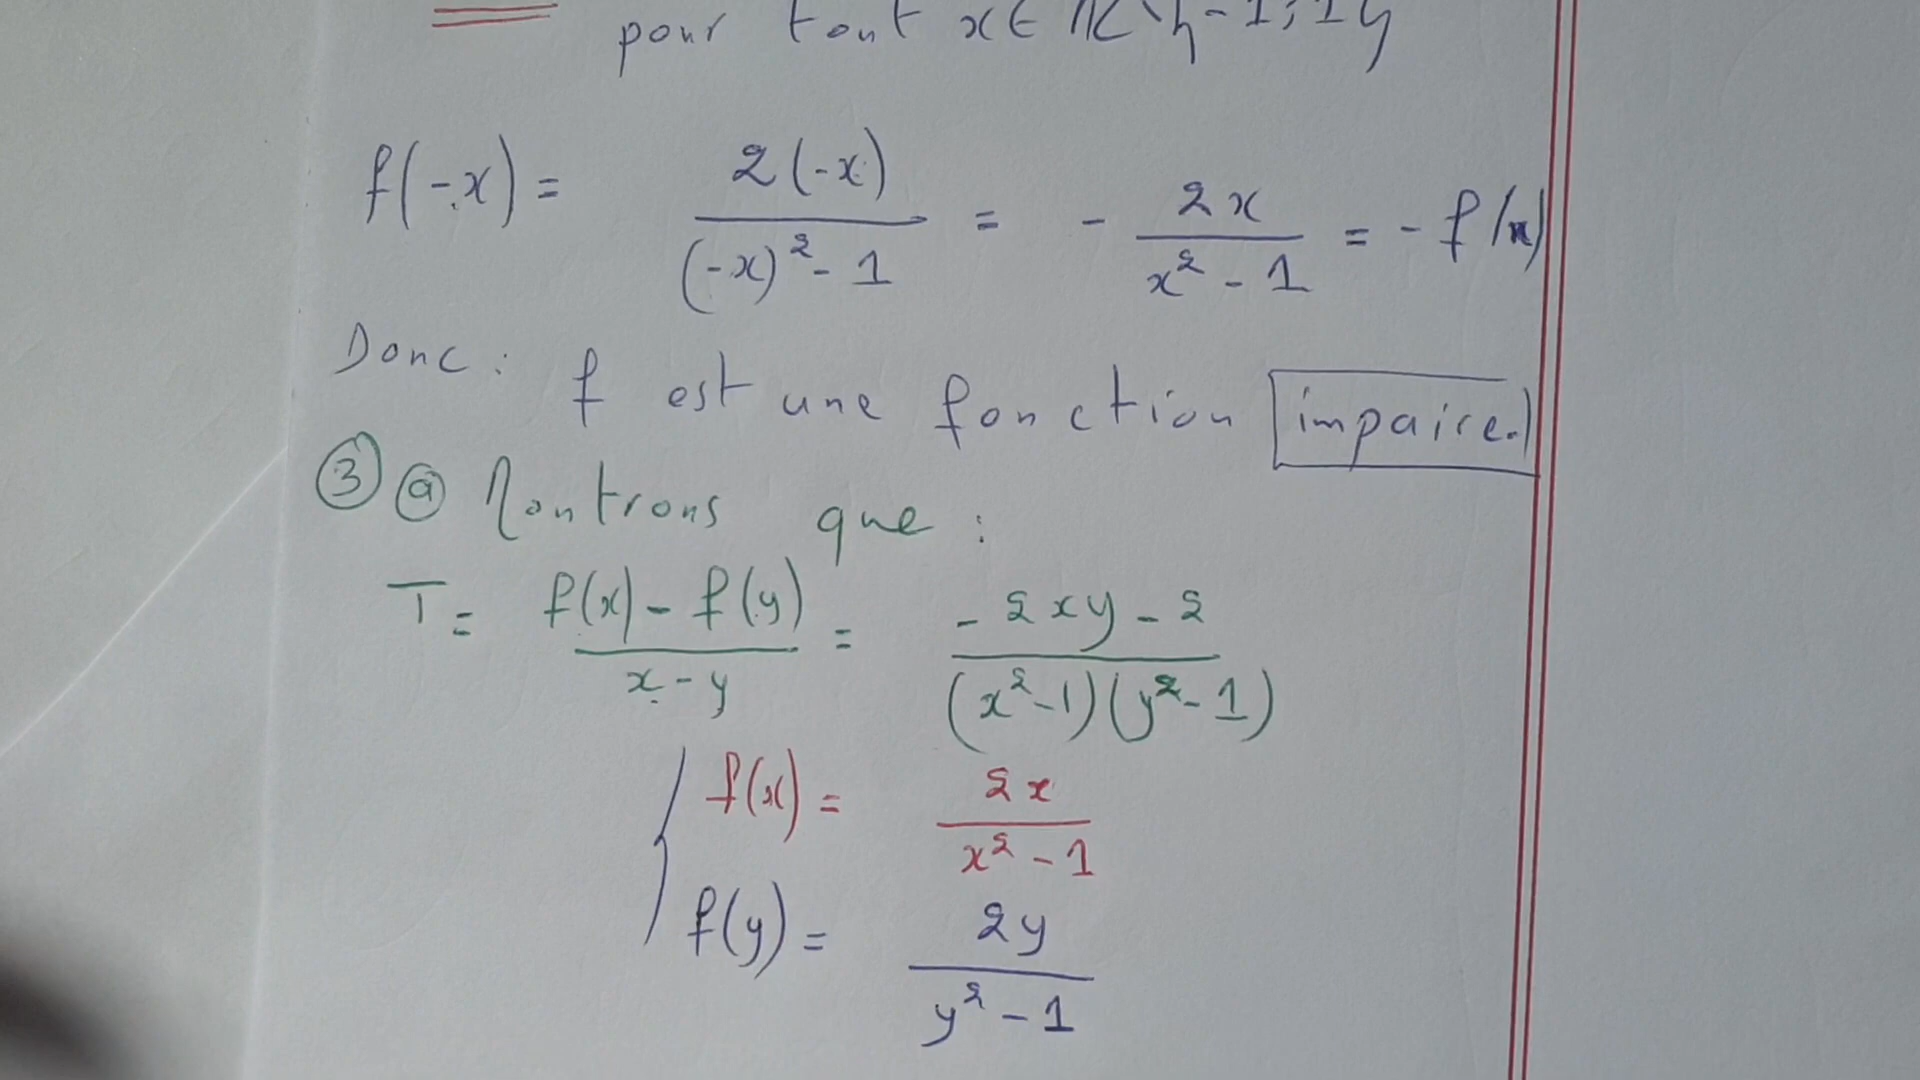 pour tout x ∈ ℝ \ {-1; 1}
f(-x) = 2(-x) / ((-x)² - 1) = - 2x / (x² - 1) = - f(x)
Donc : f est une fonction impaire.
③ ⓐ Montrons que :
T = (f(x) - f(y)) / (x - y) = (-2xy - 2) / ((x² - 1)(y² - 1))
{ f(x) = 2x / (x² - 1)
f(y) = 2y / (y² - 1)